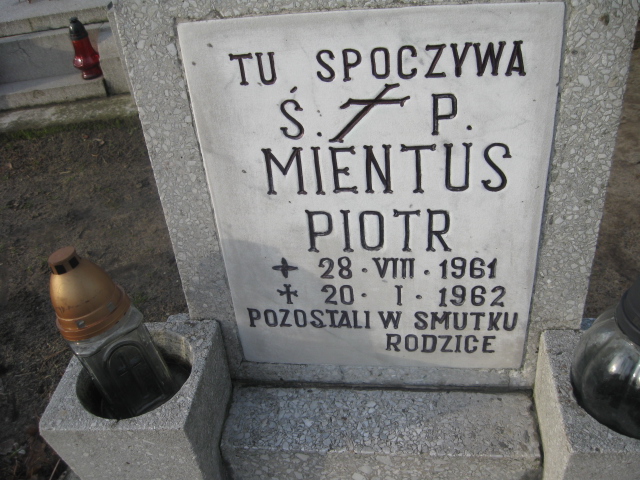 TU SPOCZYWA
Ś. P.
MIENTUS
PIOTR
28·VIII·1961
20·I·1962
POZOSTALI W SMUTKU
RODZICE